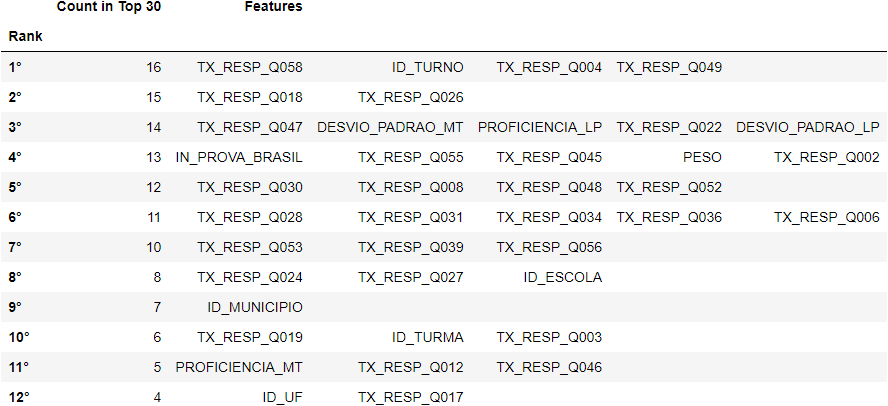 Count in Top 30 Features
Rank
1° 16 TX_RESP_Q058 ID_TURNO TX_RESP_Q004 TX_RESP_Q049
2° 15 TX_RESP_Q018 TX_RESP_Q026
3° 14 TX_RESP_Q047 DESVIO_PADRAO_MT PROFICIENCIA_LP TX_RESP_Q022 DESVIO_PADRAO_LP
4° 13 IN_PROVA_BRASIL TX_RESP_Q055 TX_RESP_Q045 PESO TX_RESP_Q002
5° 12 TX_RESP_Q030 TX_RESP_Q008 TX_RESP_Q048 TX_RESP_Q052
6° 11 TX_RESP_Q028 TX_RESP_Q031 TX_RESP_Q034 TX_RESP_Q036 TX_RESP_Q006
7° 10 TX_RESP_Q053 TX_RESP_Q039 TX_RESP_Q056
8° 8 TX_RESP_Q024 TX_RESP_Q027 ID_ESCOLA
9° 7 ID_MUNICIPIO
10° 6 TX_RESP_Q019 ID_TURMA TX_RESP_Q003
11° 5 PROFICIENCIA_MT TX_RESP_Q012 TX_RESP_Q046
12° 4 ID_UF TX_RESP_Q017